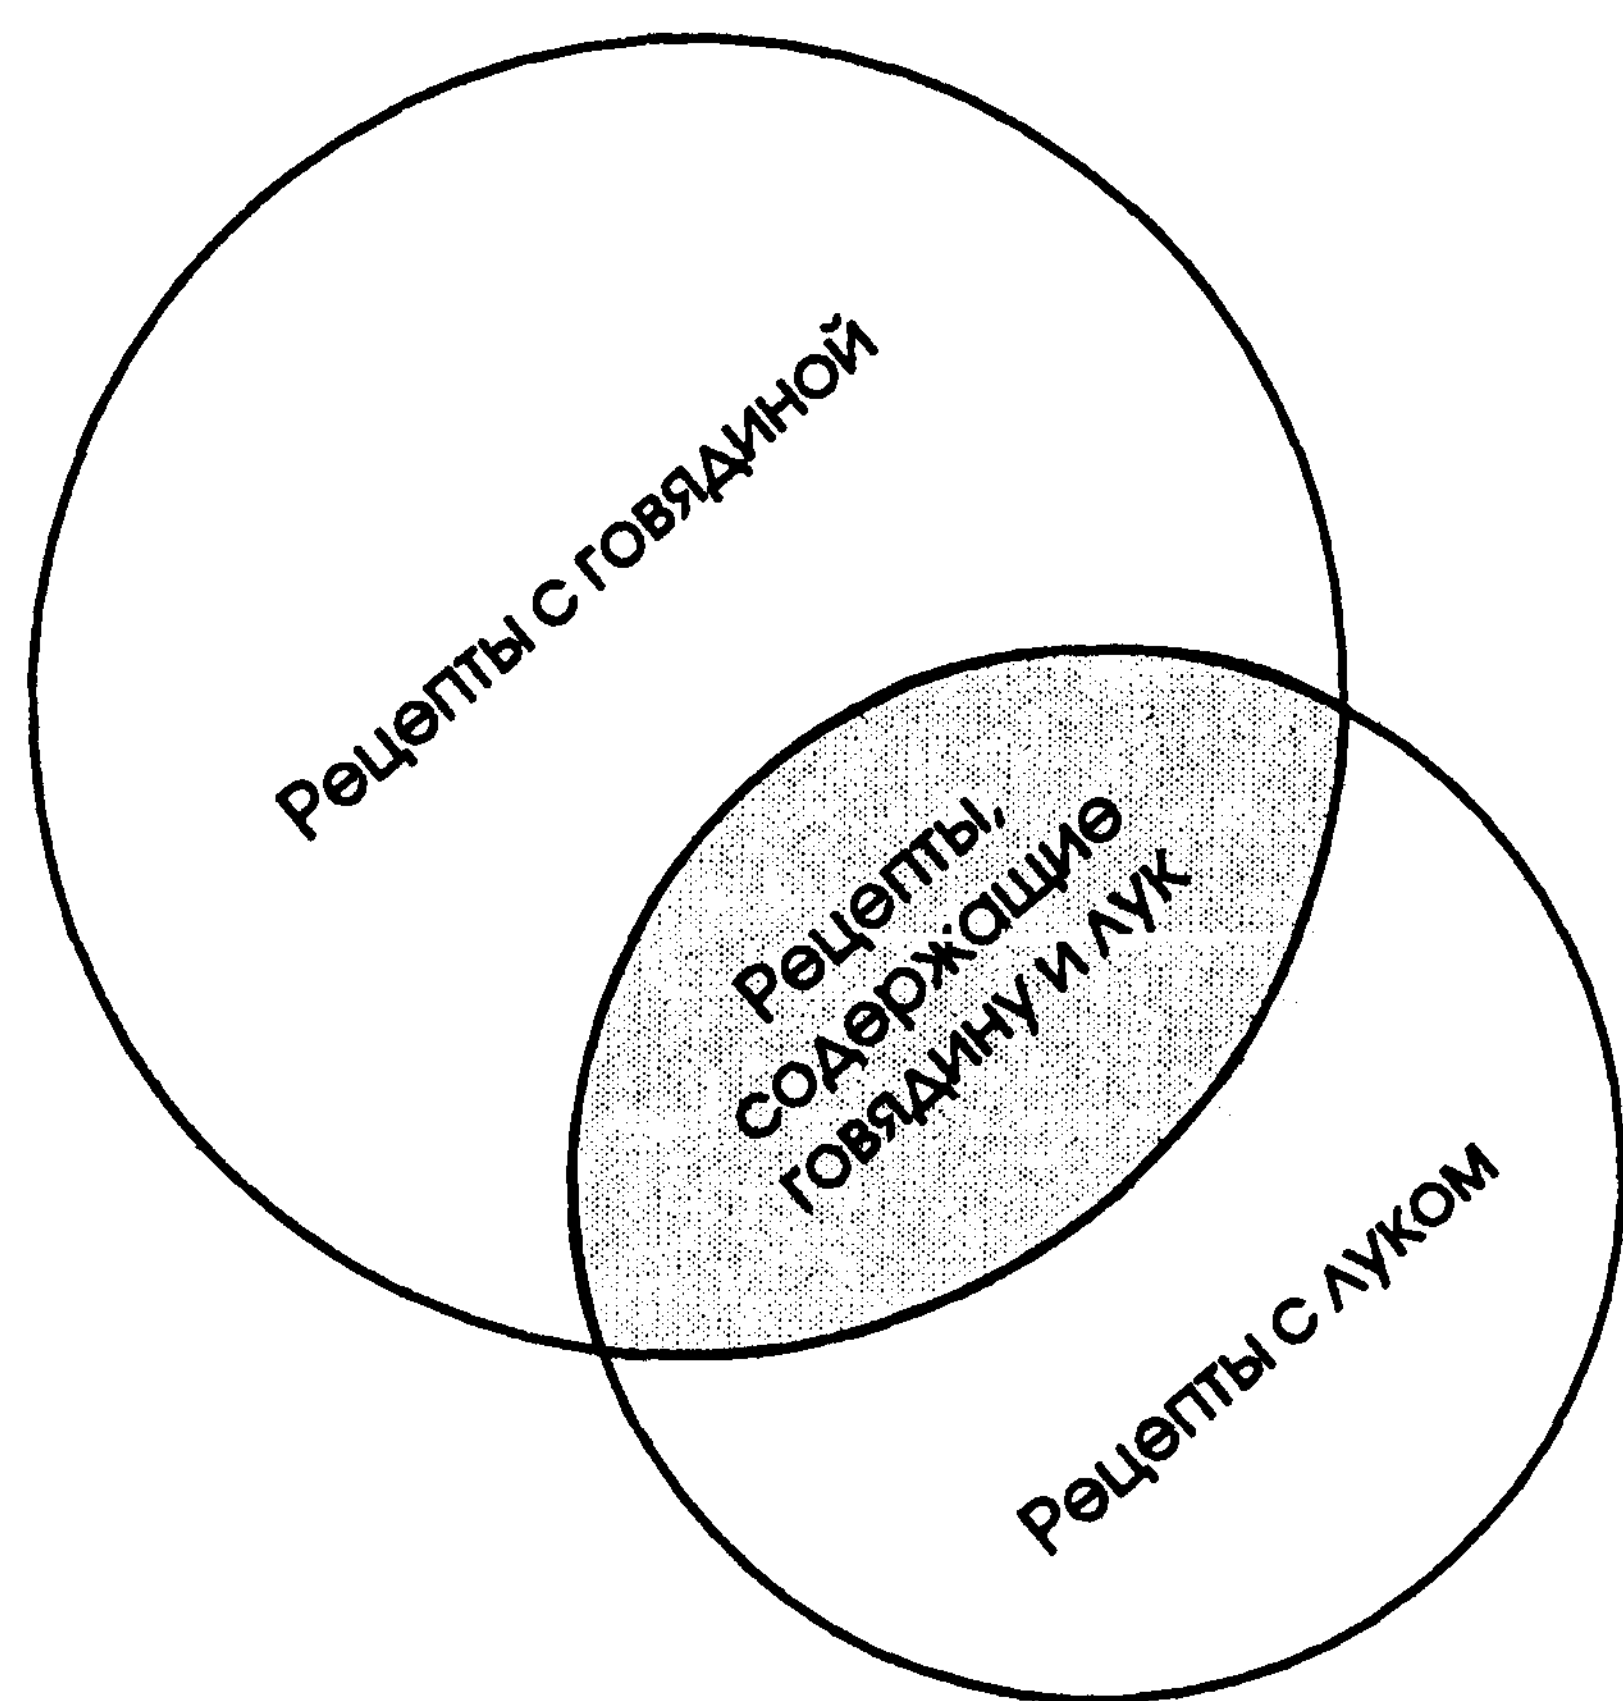 Рецепты с говядиной
Рецепты,
содержащие
говядину и лук
Рецепты с луком